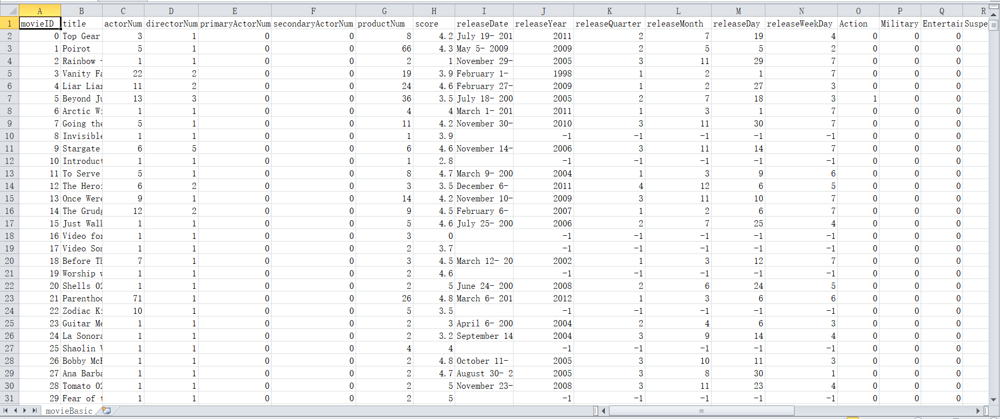 A B C D E F G H I J K L M N O P Q R
1 movieID title actorNum directorNum primaryActorNum secondaryActorNum productNum score releaseDate releaseYear releaseQuarter releaseMonth releaseDay releaseWeekDay Action Military Entertain Suspe
2 0 Top Gear 3 1 0 0 8 4.2 July 19- 201 2011 2 7 19 4 0 0 0
3 1 Poirot 5 1 0 0 66 4.3 May 5- 2009 2009 2 5 5 2 0 0 0
4 2 Rainbow - 1 1 0 0 2 1 November 29- 2005 3 11 29 7 0 0 0
5 3 Vanity Fa 22 2 0 0 19 3.9 February 1- 1998 1 2 1 7 0 0 0
6 4 Liar Liar 11 2 0 0 24 4.6 February 27- 2009 1 2 27 3 0 0 0
7 5 Beyond Ju 13 3 0 0 36 3.5 July 18- 200 2005 2 7 18 3 1 0 0
8 6 Arctic Wi 1 1 0 0 4 4 March 1- 201 2011 1 3 1 7 0 0 0
9 7 Going the 5 1 0 0 11 4.2 November 30- 2010 3 11 30 7 0 0 0
10 8 Invisible 1 1 0 0 1 3.9 -1 -1 -1 -1 -1 0 0 0
11 9 Stargate 6 5 0 0 6 4.6 November 14- 2006 3 11 14 7 0 0 0
12 10 Introduct 1 1 0 0 1 2.8 -1 -1 -1 -1 -1 0 0 0
13 11 To Serve 5 1 0 0 8 4.7 March 9- 200 2004 1 3 9 6 0 0 0
14 12 The Heroi 6 2 0 0 3 3.5 December 6- 2011 4 12 6 5 0 0 0
15 13 Once Were 9 1 0 0 14 4.2 November 10- 2009 3 11 10 7 0 0 0
16 14 The Grudg 12 2 0 0 9 4.5 February 6- 2007 1 2 6 7 0 0 0
17 15 Just Wall 1 1 0 0 5 4.6 July 25- 200 2006 2 7 25 4 0 0 0
18 16 Video for 1 1 0 0 3 0 -1 -1 -1 -1 -1 0 0 0
19 17 Video Son 1 1 0 0 2 3.7 -1 -1 -1 -1 -1 0 0 0
20 18 Before Th 7 1 0 0 3 4.5 March 12- 20 2002 1 3 12 7 0 0 0
21 19 Worship w 1 1 0 0 2 4.6 -1 -1 -1 -1 -1 0 0 0
22 20 Shells 02 1 1 0 0 2 5 June 24- 200 2008 2 6 24 5 0 0 0
23 21 Parenthoo 71 1 0 0 26 4.8 March 6- 201 2012 1 3 6 6 0 0 0
24 22 Zodiac Ki 10 1 0 0 5 3.5 -1 -1 -1 -1 -1 0 0 0
25 23 Guitar Me 1 1 0 0 2 3 April 6- 200 2004 2 4 6 3 0 0 0
26 24 La Sonora 1 1 0 0 2 3.2 September 14 2004 3 9 14 4 0 0 0
27 25 Shaolin W 1 1 0 0 4 4 -1 -1 -1 -1 -1 0 0 0
28 26 Bobby McF 1 1 0 0 2 4.8 October 11- 2005 3 10 11 3 0 0 0
29 27 Ana Barba 1 1 0 0 2 4.7 August 30- 2 2005 3 8 30 1 0 0 0
30 28 Tomato 02 1 1 0 0 2 5 November 23- 2008 3 11 23 4 0 0 0
31 29 Fear of t 1 1 0 0 2 5 -1 -1 -1 -1 -1 0 0 0
movieBasic